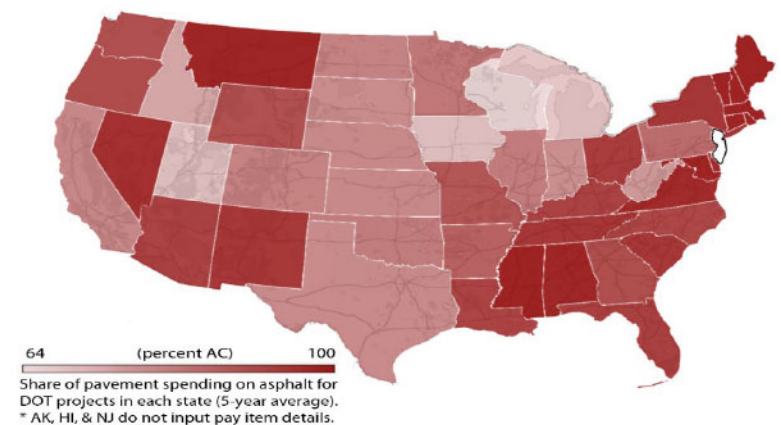 64 (percent AC) 100
Share of pavement spending on asphalt for
DOT projects in each state (5-year average).
* AK, HI, & NJ do not input pay item details.